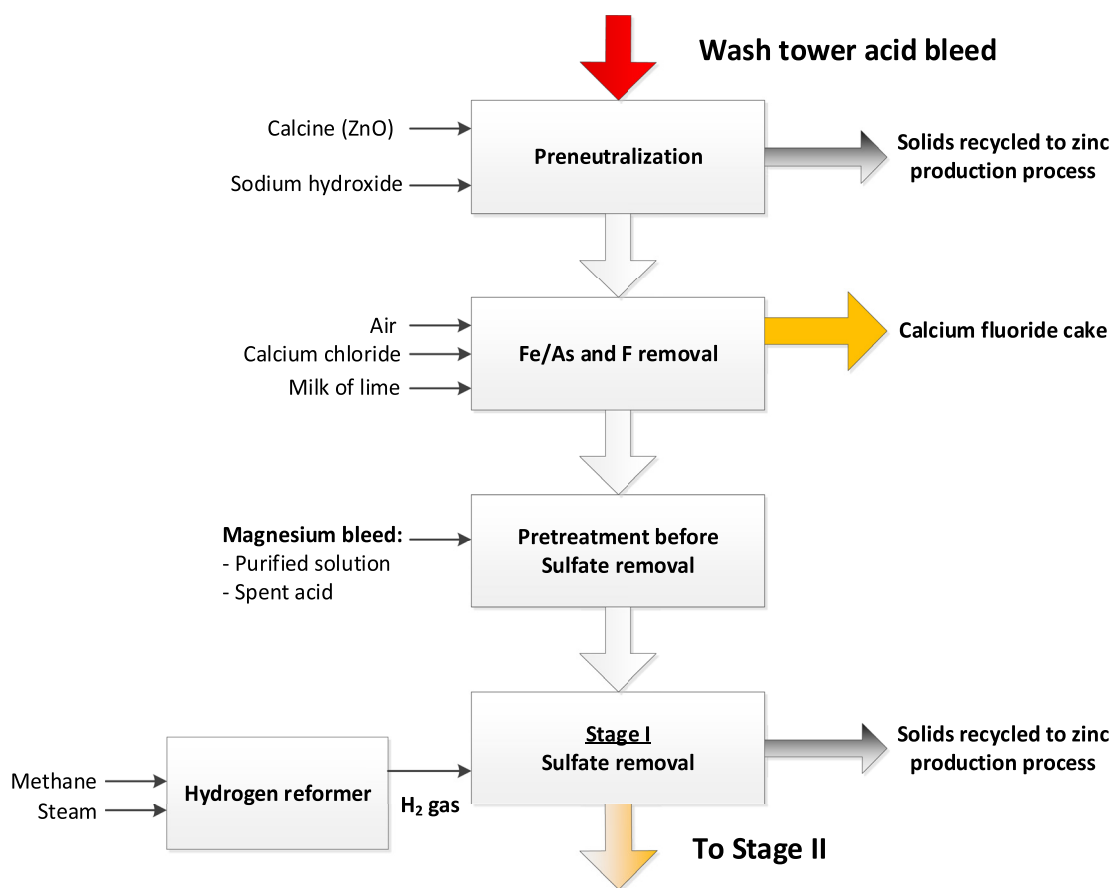 Wash tower acid bleed
Calcine (ZnO)
Sodium hydroxide
Preneutralization
Solids recycled to zinc
production process
Air
Calcium chloride
Milk of lime
Fe/As and F removal
Calcium fluoride cake
Magnesium bleed:
- Purified solution
- Spent acid
Pretreatment before
Sulfate removal
Stage I
Sulfate removal
Solids recycled to zinc
production process
Methane
Steam
Hydrogen reformer
H₂ gas
To Stage II